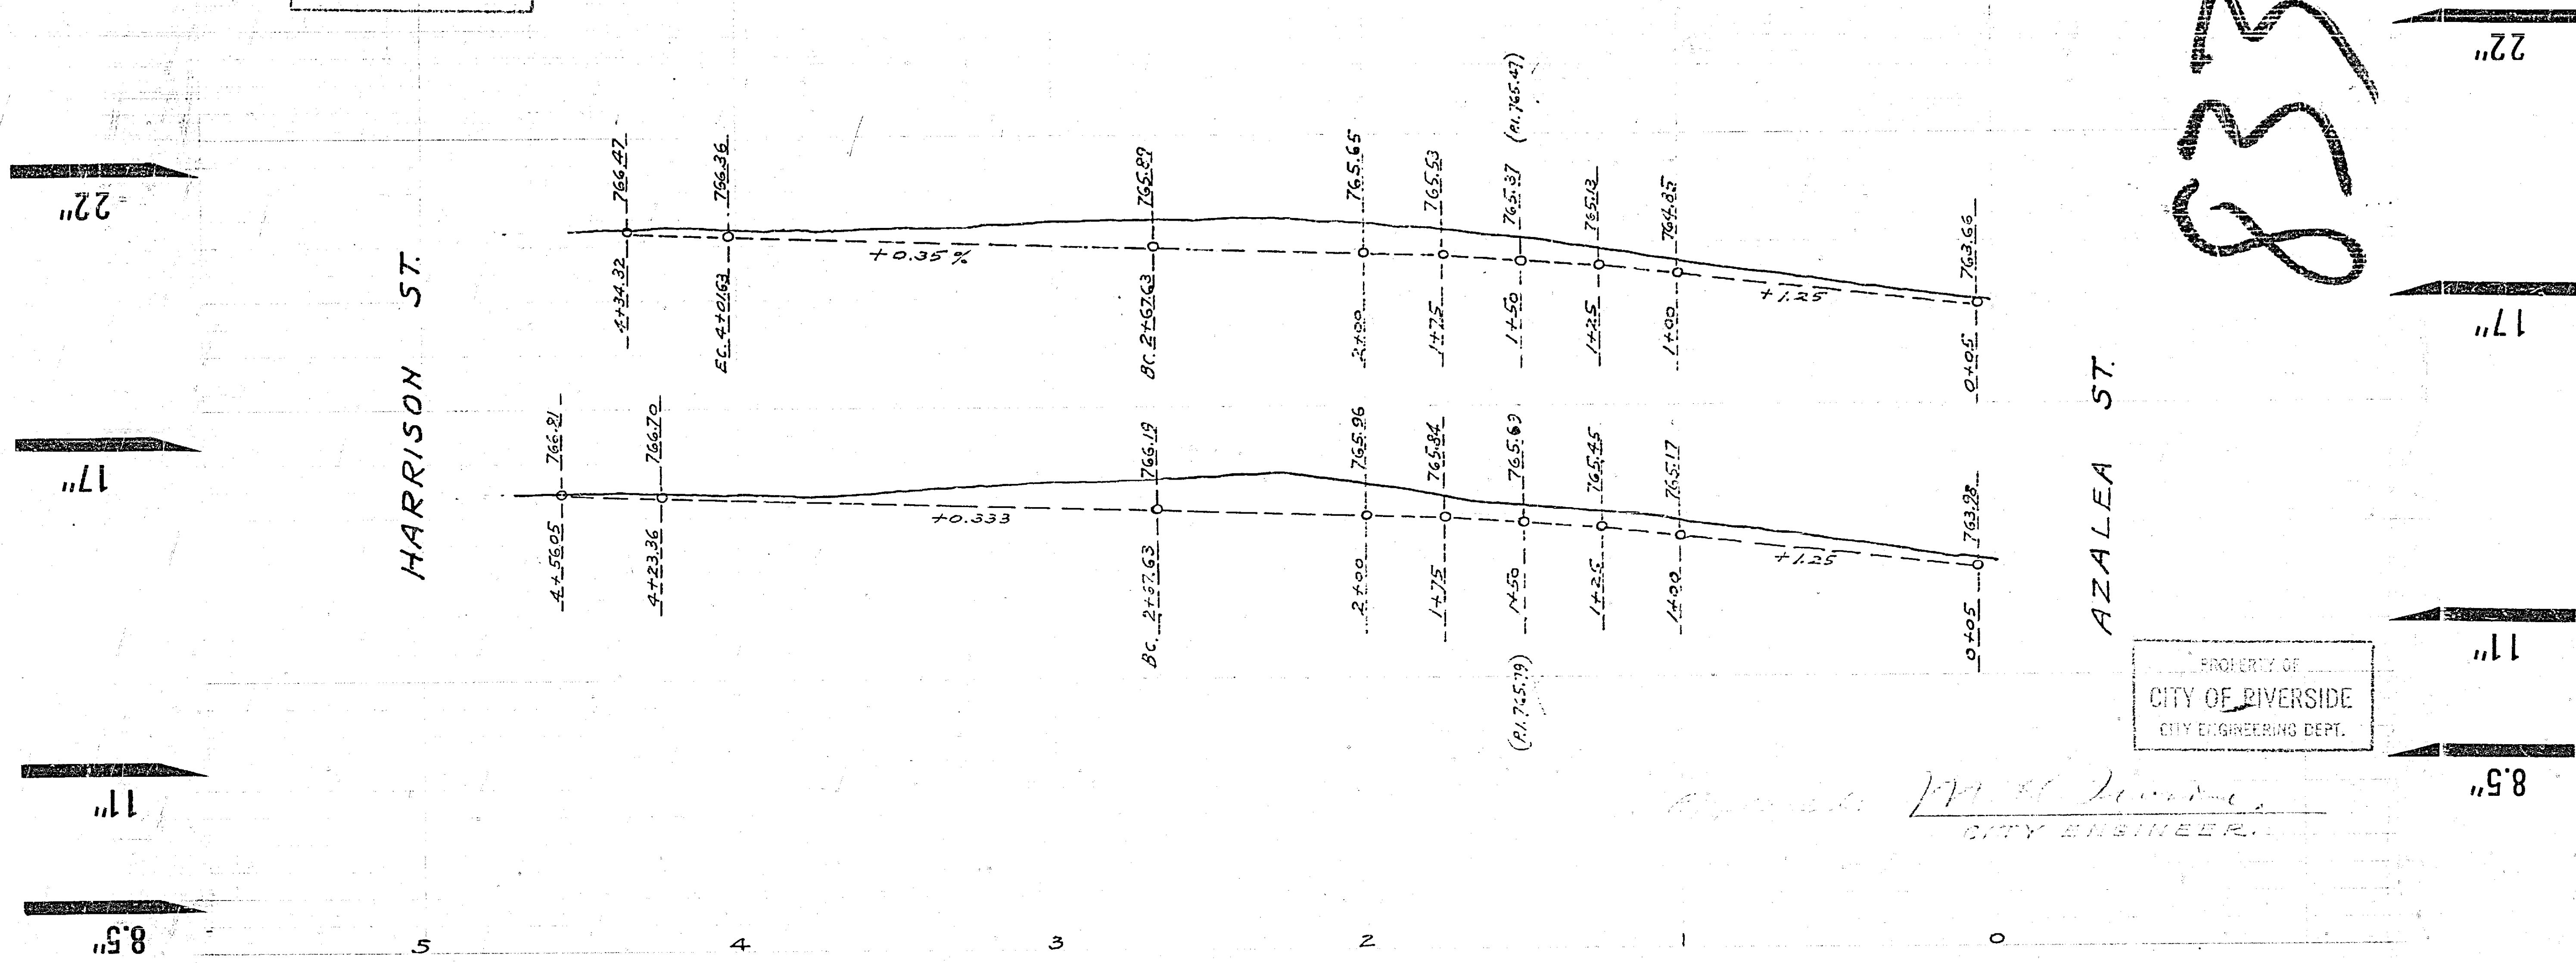 22"
17"
11"
8.5"
HARRISON ST.
4+34.32 766.47
E.C. 4+01.63 766.36
+0.35 %
B.C. 2+67.63 765.89
2+00 765.65
1+75 765.53
1+50 765.37 (P.I. 765.47)
1+25 765.13
1+00 764.85
+1.25
0+05 763.66
4+56.05 766.81
4+23.36 766.70
+0.333
B.C. 2+67.63 766.19
2+00 765.96
1+75 765.84
(P.I. 765.79) 1+50 765.69
1+25 765.45
1+00 765.17
+1.25
0+05 763.98
AZALEA ST.
PROPERTY OF
CITY OF RIVERSIDE
CITY ENGINEERING DEPT.
CITY ENGINEER.
5 4 3 2 1 0
22"
17"
11"
8.5"